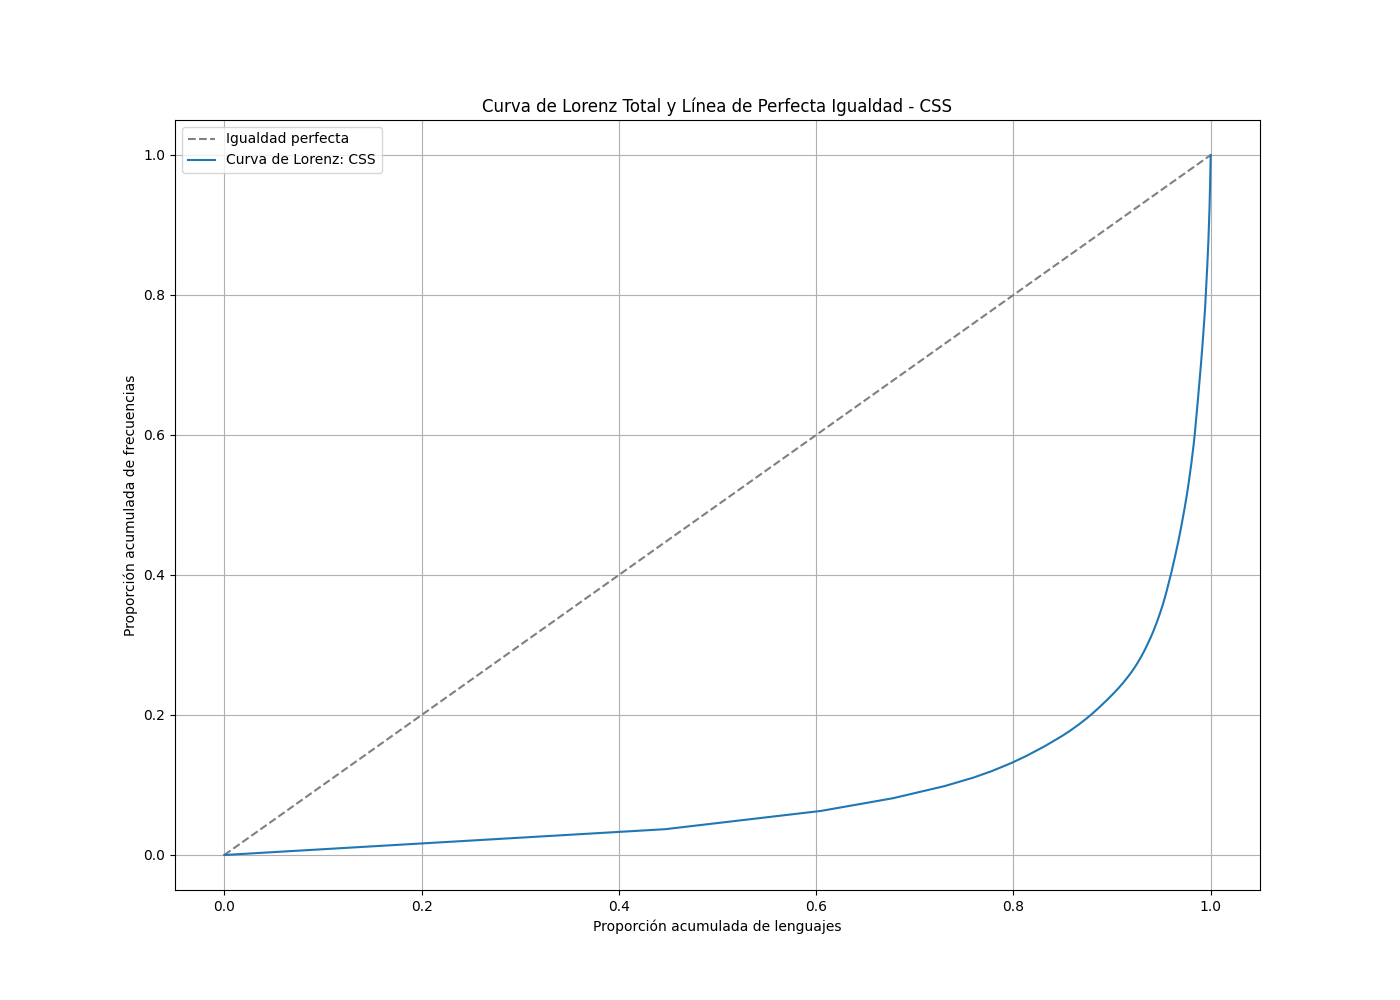 Curva de Lorenz Total y Línea de Perfecta Igualdad - CSS
Igualdad perfecta
Curva de Lorenz: CSS
1.0
0.8
0.6
0.4
0.2
0.0
Proporción acumulada de frecuencias
0.0 0.2 0.4 0.6 0.8 1.0
Proporción acumulada de lenguajes